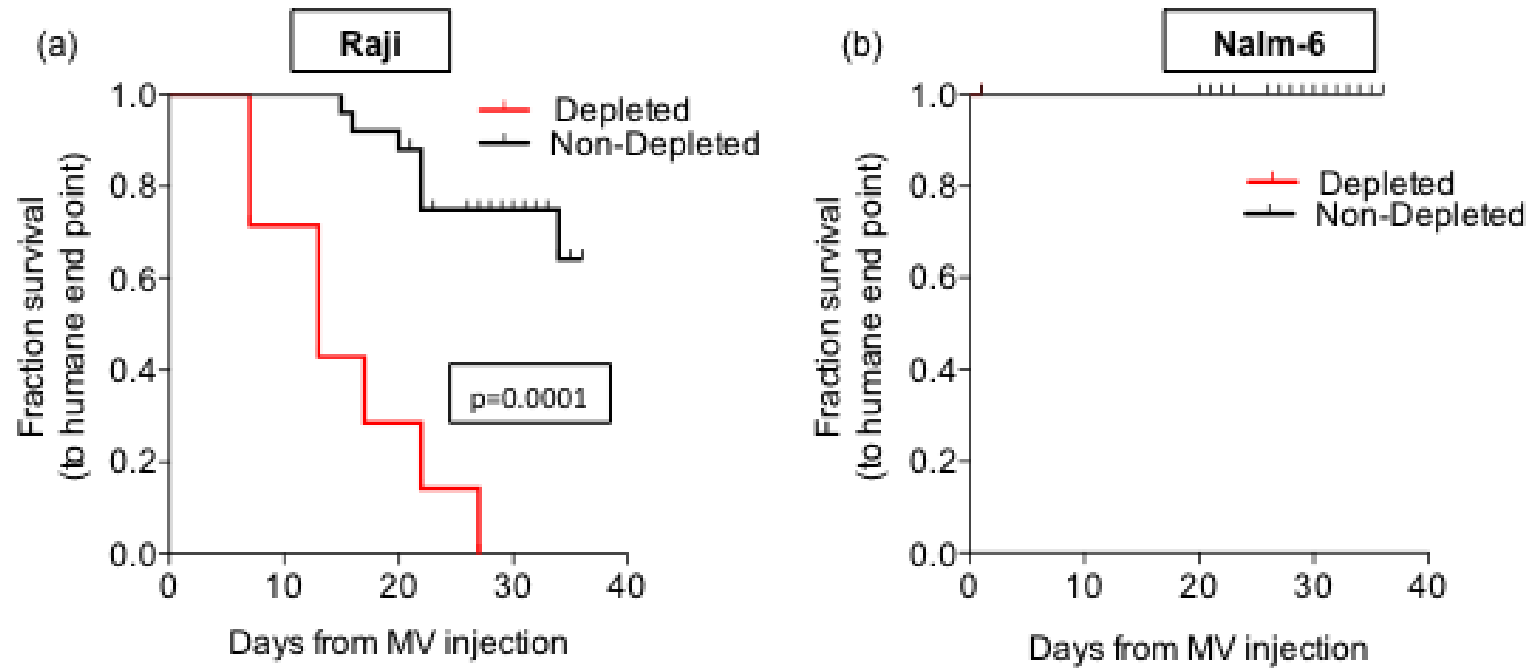 (a)
Raji
1.0
0.8
0.6
0.4
0.2
0.0
0
10
20
30
40
Fraction survival
(to humane end point)
Days from MV injection
Depleted
Non-Depleted
p=0.0001
(b)
Nalm-6
1.0
0.8
0.6
0.4
0.2
0.0
0
10
20
30
40
Fraction survival
(to humane end point)
Days from MV injection
Depleted
Non-Depleted